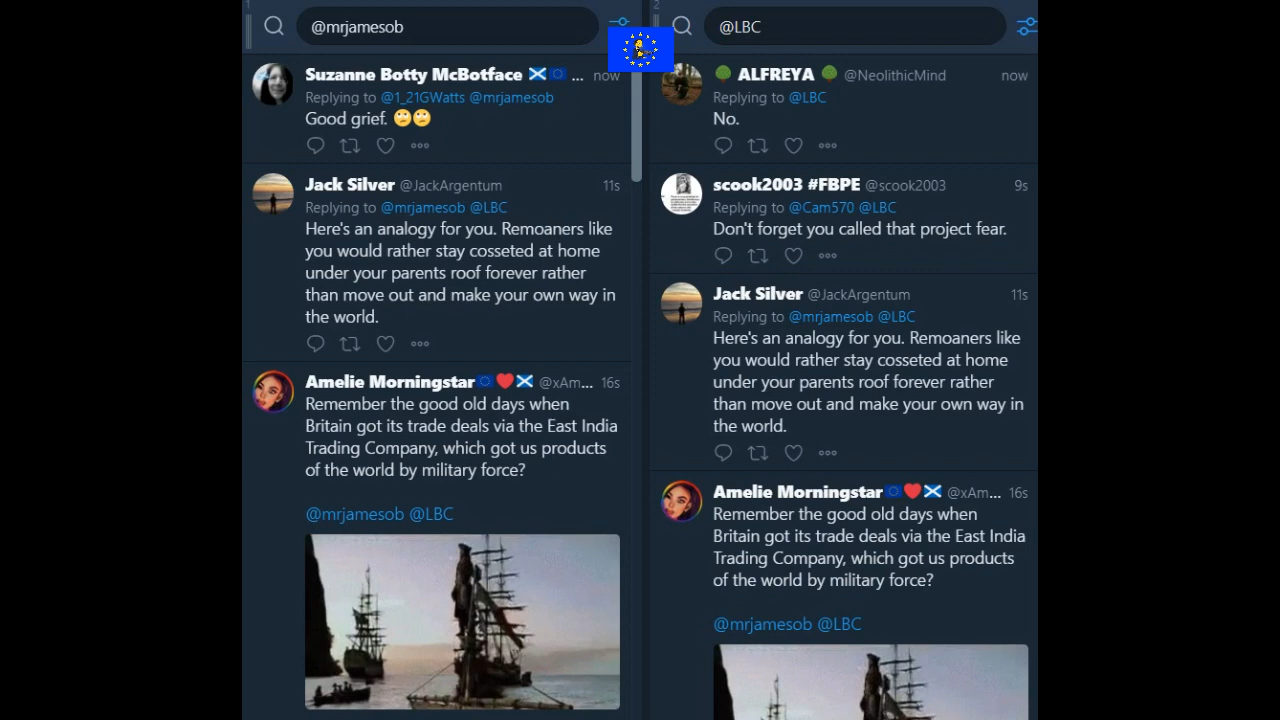 1
@mrjamesob
Suzanne Botty McBotface 🏴󠁧󠁢󠁳󠁣󠁴󠁿🇪🇺 ... now
Replying to @1_21GWatts @mrjamesob
Good grief. 🙄🙄
Jack Silver @JackArgentum 11s
Replying to @mrjamesob @LBC
Here's an analogy for you. Remoaners like
you would rather stay cosseted at home
under your parents roof forever rather
than move out and make your own way in
the world.
Amelie Morningstar🇪🇺❤️🏴󠁧󠁢󠁳󠁣󠁴󠁿 @xAm... 16s
Remember the good old days when
Britain got its trade deals via the East India
Trading Company, which got us products
of the world by military force?
@mrjamesob @LBC
2
@LBC
🌳 ALFREYA 🌳 @NeolithicMind now
Replying to @LBC
No.
scook2003 #FBPE @scook2003 9s
Replying to @Cam570 @LBC
Don't forget you called that project fear.
Jack Silver @JackArgentum 11s
Replying to @mrjamesob @LBC
Here's an analogy for you. Remoaners like
you would rather stay cosseted at home
under your parents roof forever rather
than move out and make your own way in
the world.
Amelie Morningstar🇪🇺❤️🏴󠁧󠁢󠁳󠁣󠁴󠁿 @xAm... 16s
Remember the good old days when
Britain got its trade deals via the East India
Trading Company, which got us products
of the world by military force?
@mrjamesob @LBC